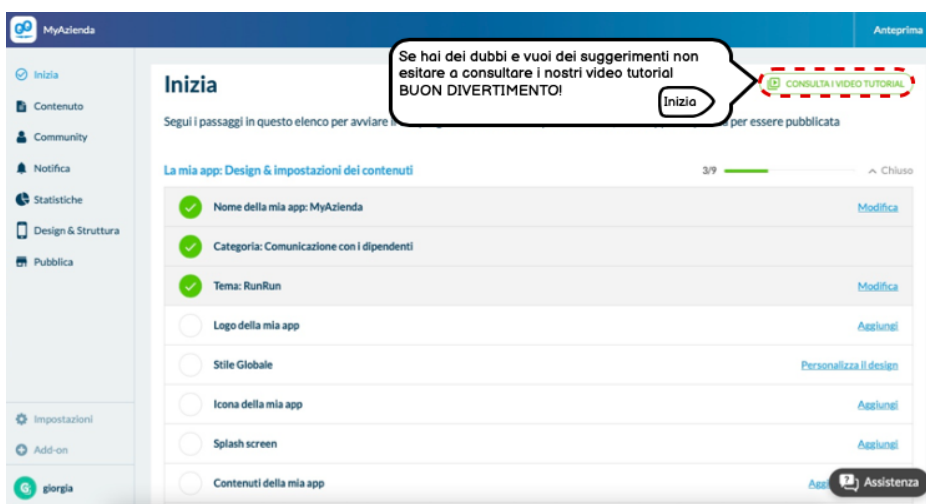 MyAzienda
Anteprima
Inizia
Contenuto
Community
Notifica
Statistiche
Design & Struttura
Pubblica
Impostazioni
Add-on
giorgia
Inizia
Se hai dei dubbi e vuoi dei suggerimenti non
esitare a consultare i nostri video tutorial
BUON DIVERTIMENTO!
Inizia
CONSULTA I VIDEO TUTORIAL
Segui i passaggi in questo elenco per avviare per essere pubblicata
La mia app: Design & impostazioni dei contenuti
3/9
Chiuso
Nome della mia app: MyAzienda
Modifica
Categoria: Comunicazione con i dipendenti
Tema: RunRun
Modifica
Logo della mia app
Aggiungi
Stile Globale
Personalizza il design
Icona della mia app
Aggiungi
Splash screen
Aggiungi
Contenuti della mia app
Assistenza